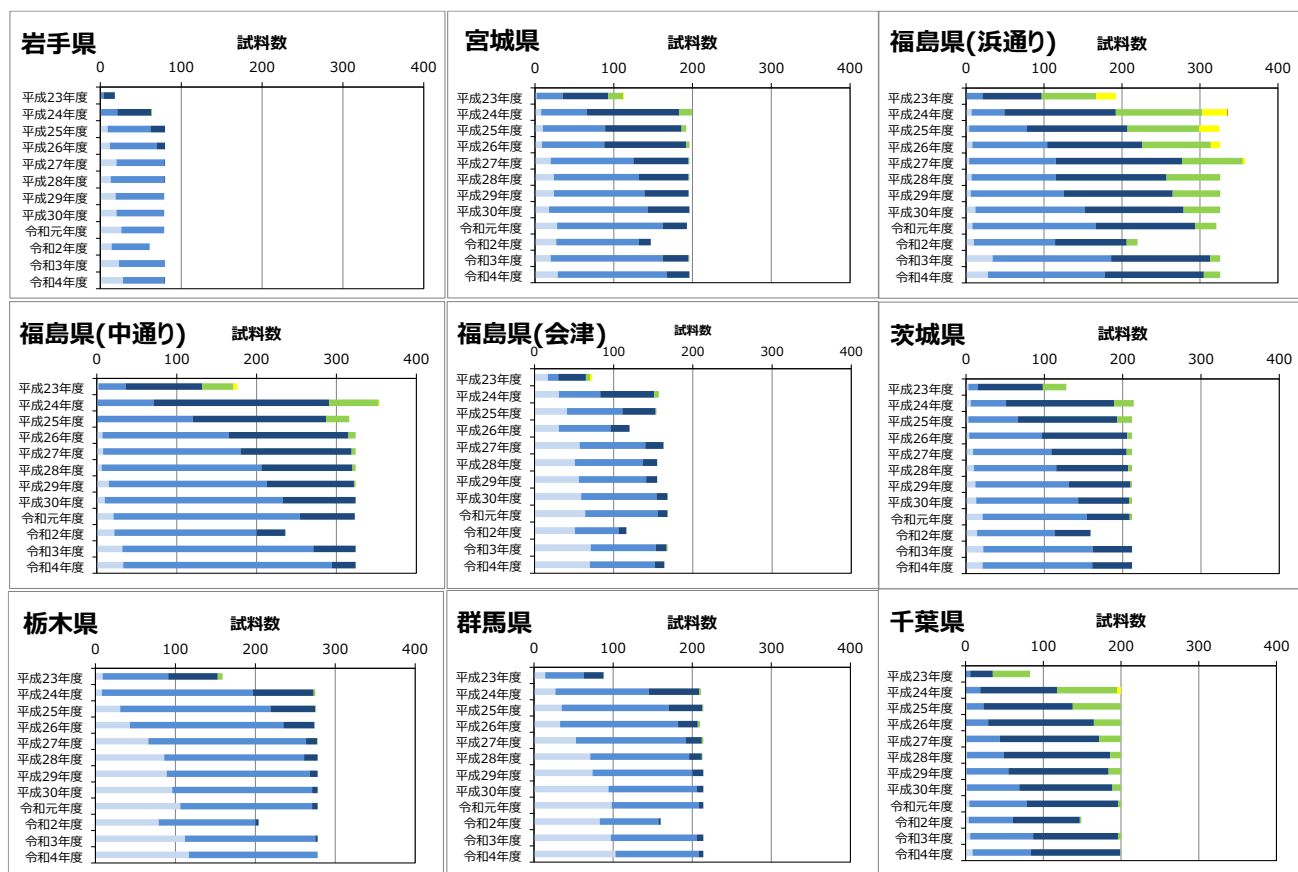 岩手県
試料数
0 100 200 300 400
平成23年度
平成24年度
平成25年度
平成26年度
平成27年度
平成28年度
平成29年度
平成30年度
令和元年度
令和2年度
令和3年度
令和4年度
宮城県
試料数
0 100 200 300 400
平成23年度
平成24年度
平成25年度
平成26年度
平成27年度
平成28年度
平成29年度
平成30年度
令和元年度
令和2年度
令和3年度
令和4年度
福島県(浜通り)
試料数
0 100 200 300 400
平成23年度
平成24年度
平成25年度
平成26年度
平成27年度
平成28年度
平成29年度
平成30年度
令和元年度
令和2年度
令和3年度
令和4年度
福島県(中通り)
試料数
0 100 200 300 400
平成23年度
平成24年度
平成25年度
平成26年度
平成27年度
平成28年度
平成29年度
平成30年度
令和元年度
令和2年度
令和3年度
令和4年度
福島県(会津)
試料数
0 100 200 300 400
平成23年度
平成24年度
平成25年度
平成26年度
平成27年度
平成28年度
平成29年度
平成30年度
令和元年度
令和2年度
令和3年度
令和4年度
茨城県
試料数
0 100 200 300 400
平成23年度
平成24年度
平成25年度
平成26年度
平成27年度
平成28年度
平成29年度
平成30年度
令和元年度
令和2年度
令和3年度
令和4年度
栃木県
試料数
0 100 200 300 400
平成23年度
平成24年度
平成25年度
平成26年度
平成27年度
平成28年度
平成29年度
平成30年度
令和元年度
令和2年度
令和3年度
令和4年度
群馬県
試料数
0 100 200 300 400
平成23年度
平成24年度
平成25年度
平成26年度
平成27年度
平成28年度
平成29年度
平成30年度
令和元年度
令和2年度
令和3年度
令和4年度
千葉県
試料数
0 100 200 300 400
平成23年度
平成24年度
平成25年度
平成26年度
平成27年度
平成28年度
平成29年度
平成30年度
令和元年度
令和2年度
令和3年度
令和4年度